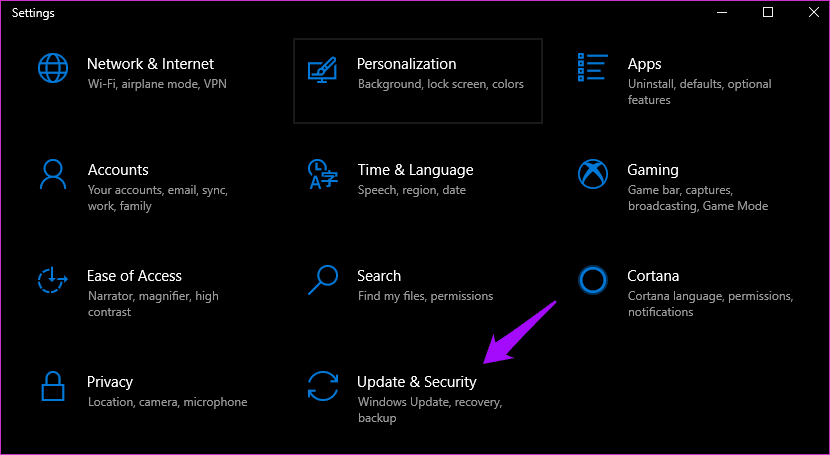 Settings
Network & Internet
Wi-Fi, airplane mode, VPN
Personalization
Background, lock screen, colors
Apps
Uninstall, defaults, optional
features
Accounts
Your accounts, email, sync,
work, family
Time & Language
Speech, region, date
Gaming
Game bar, captures,
broadcasting, Game Mode
Ease of Access
Narrator, magnifier, high
contrast
Search
Find my files, permissions
Cortana
Cortana language, permissions,
notifications
Privacy
Location, camera, microphone
Update & Security
Windows Update, recovery,
backup